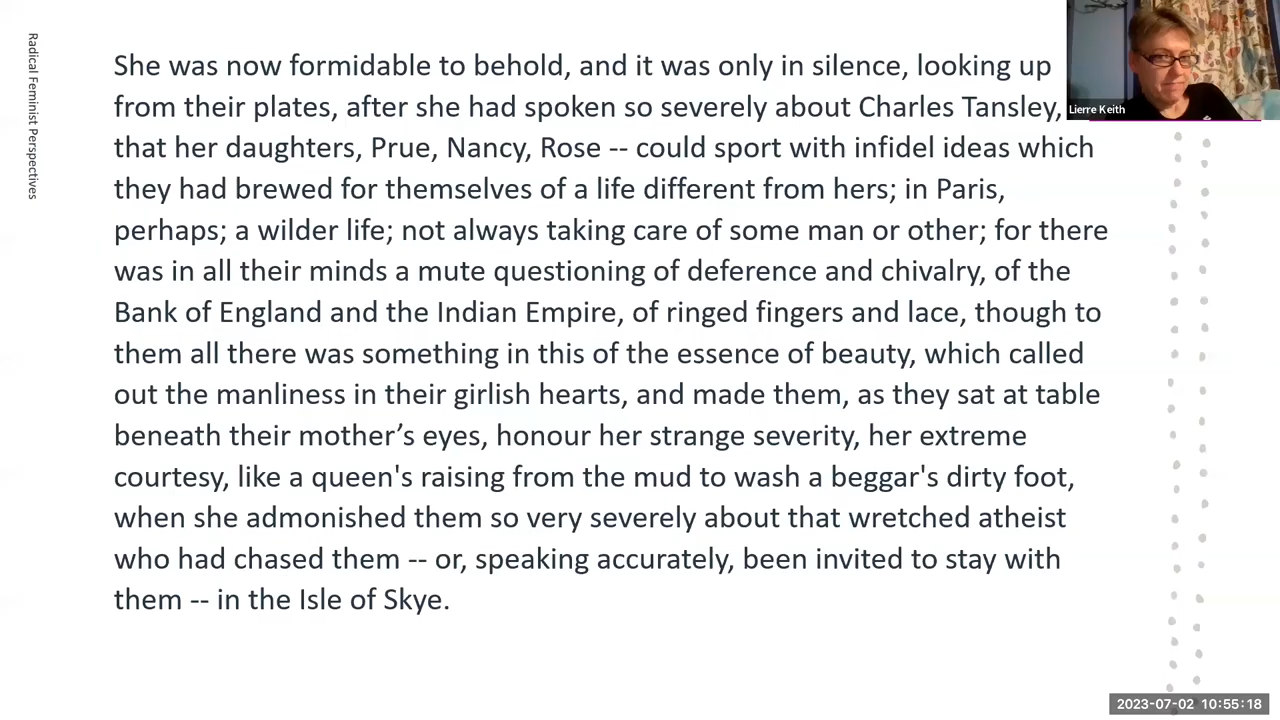 Radical Feminist Perspectives
She was now formidable to behold, and it was only in silence, looking up
from their plates, after she had spoken so severely about Charles Tansley,
that her daughters, Prue, Nancy, Rose -- could sport with infidel ideas which
they had brewed for themselves of a life different from hers; in Paris,
perhaps; a wilder life; not always taking care of some man or other; for there
was in all their minds a mute questioning of deference and chivalry, of the
Bank of England and the Indian Empire, of ringed fingers and lace, though to
them all there was something in this of the essence of beauty, which called
out the manliness in their girlish hearts, and made them, as they sat at table
beneath their mother’s eyes, honour her strange severity, her extreme
courtesy, like a queen's raising from the mud to wash a beggar's dirty foot,
when she admonished them so very severely about that wretched atheist
who had chased them -- or, speaking accurately, been invited to stay with
them -- in the Isle of Skye.
Lierre Keith
2023-07-02 10:55:18